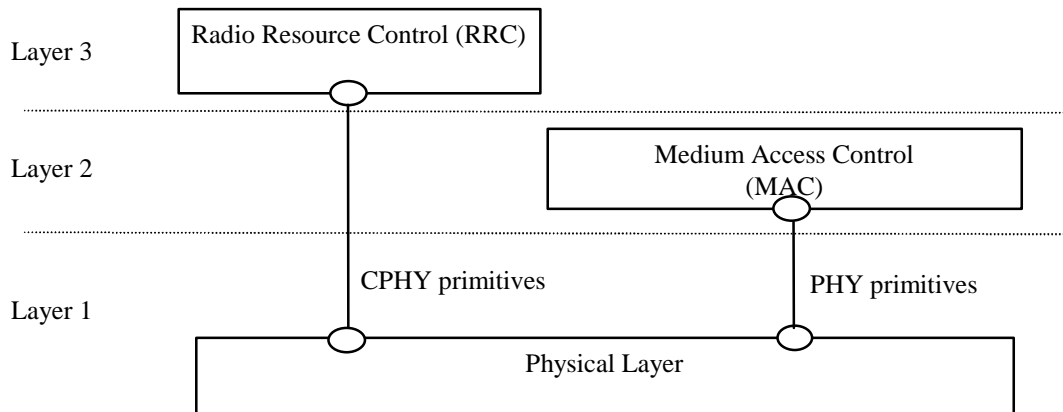 Radio Resource Control (RRC)
Layer 3
Medium Access Control
(MAC)
Layer 2
CPHY primitives
PHY primitives
Layer 1
Physical Layer